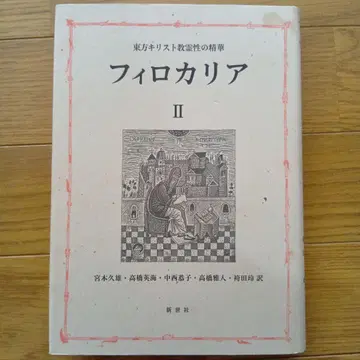 東方キリスト教霊性の精華
フィロカリア
II
宮本久雄・高橋英海・中西恭子・高橋雅人・袴田玲 訳
新世社